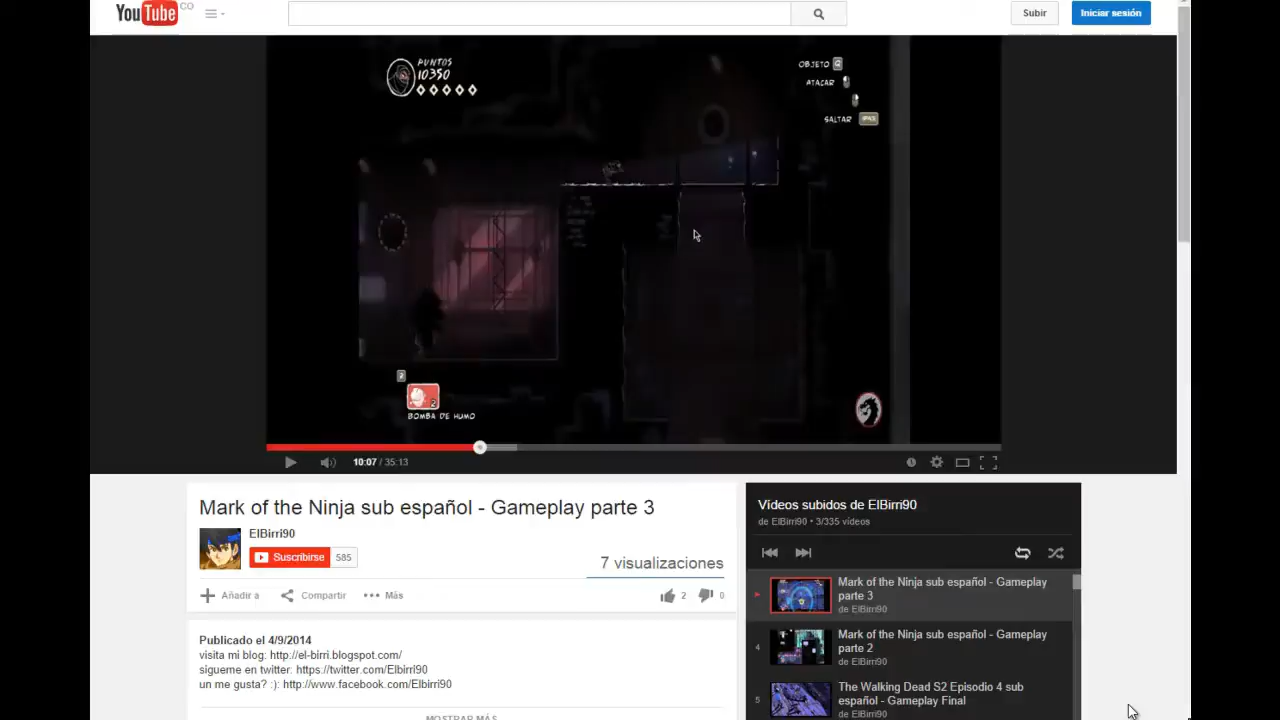 YouTube CO
Subir
Iniciar sesión
PUNTOS
10350
OBJETO
ATACAR
SALTAR
2
2
BOMBA DE HUMO
10:07 / 35:13
Mark of the Ninja sub español - Gameplay parte 3
ElBirri90
Suscribirse 585
7 visualizaciones
Añadir a Compartir Más 2 0
Publicado el 4/9/2014
visita mi blog: http://el-birri.blogspot.com/
sigueme en twitter: https://twitter.com/Elbirri90
un me gusta? :): http://www.facebook.com/Elbirri90
MOSTRAR MÁS
Vídeos subidos de ElBirri90
de ElBirri90 • 3/335 vídeos
Mark of the Ninja sub español - Gameplay
parte 3
de ElBirri90
4
Mark of the Ninja sub español - Gameplay
parte 2
de ElBirri90
5
The Walking Dead S2 Episodio 4 sub
español - Gameplay Final
de ElBirri90